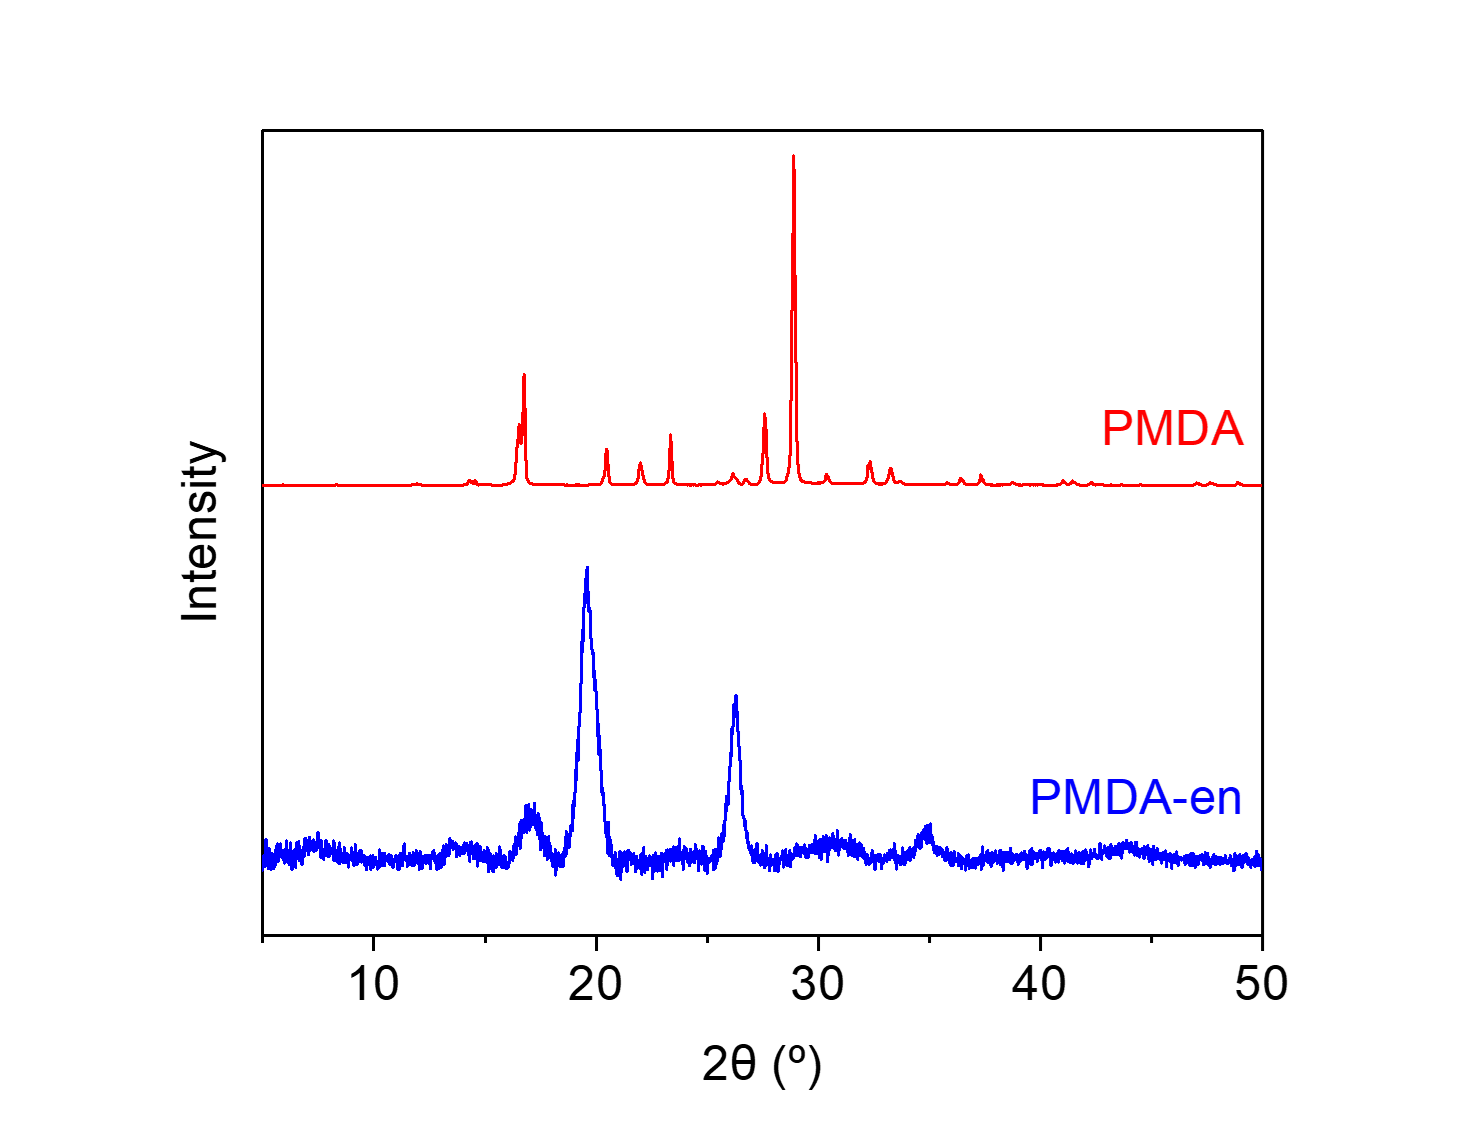 PMDA
Intensity
PMDA-en
10 20 30 40 50
2θ (º)